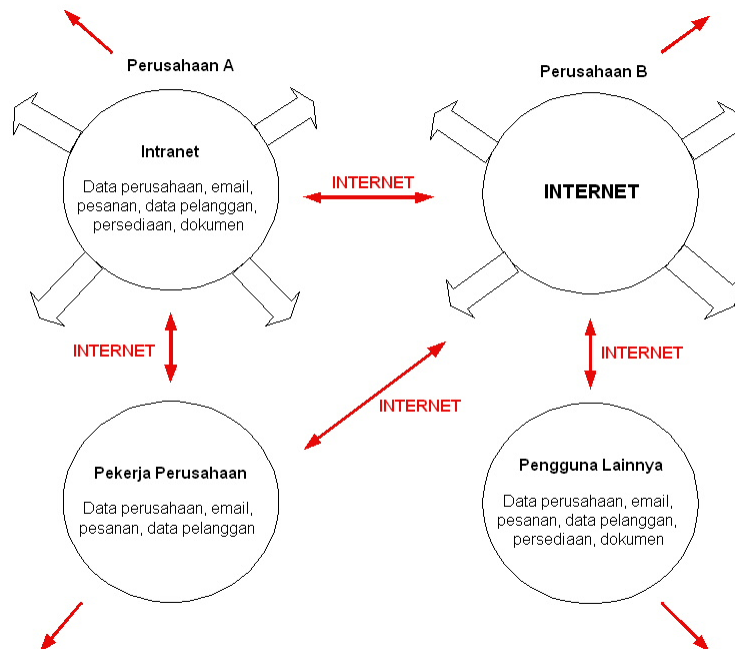 Perusahaan A
Perusahaan B
Intranet
Data perusahaan, email,
pesanan, data pelanggan,
persediaan, dokumen
INTERNET
INTERNET
INTERNET
INTERNET
INTERNET
Pekerja Perusahaan
Data perusahaan, email,
pesanan, data pelanggan
Pengguna Lainnya
Data perusahaan, email,
pesanan, data pelanggan,
persediaan, dokumen